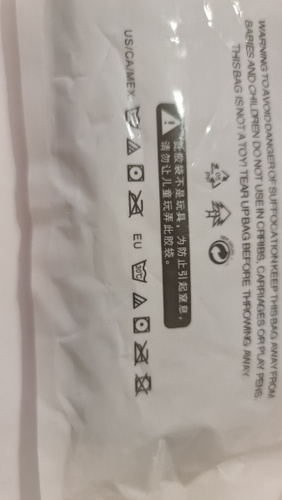 WARNING TO AVOID DANGER OF SUFFOCATION KEEP THIS BAG AWAY FROM
BABIES AND CHILDREN DO NOT USE IN CRIBS, CARRIAGES OR PLAY PENS.
THIS BAG IS NOT A TOY! TEAR UP BAG BEFORE THROWING AWAY.
此胶袋不是玩具，为防止引起窒息，
请勿让儿童玩弄此胶袋。
US/CA/MEX
EU
30°C